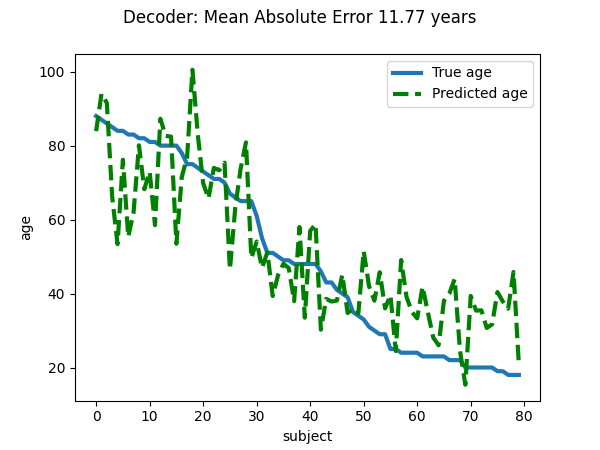 Decoder: Mean Absolute Error 11.77 years
True age
Predicted age
100
80
60
40
20
age
0 10 20 30 40 50 60 70 80
subject